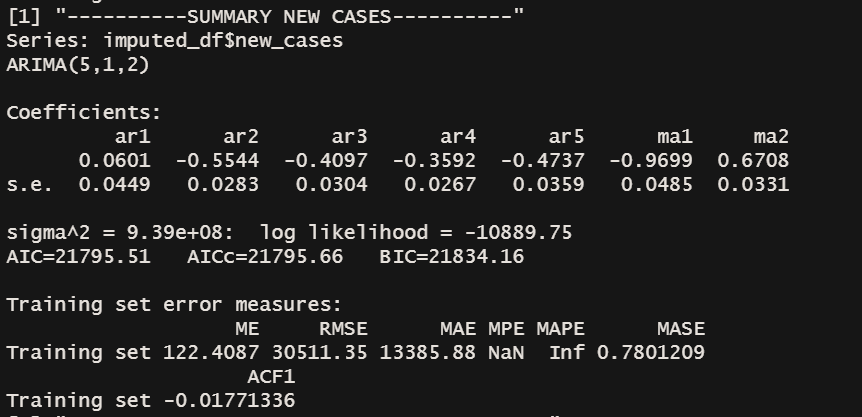 [1] "----------SUMMARY NEW CASES----------"
Series: imputed_df$new_cases
ARIMA(5,1,2)
Coefficients:
ar1 ar2 ar3 ar4 ar5 ma1 ma2
0.0601 -0.5544 -0.4097 -0.3592 -0.4737 -0.9699 0.6708
s.e. 0.0449 0.0283 0.0304 0.0267 0.0359 0.0485 0.0331
sigma^2 = 9.39e+08: log likelihood = -10889.75
AIC=21795.51 AICc=21795.66 BIC=21834.16
Training set error measures:
ME RMSE MAE MPE MAPE MASE
Training set 122.4087 30511.35 13385.88 NaN Inf 0.7801209
ACF1
Training set -0.01771336